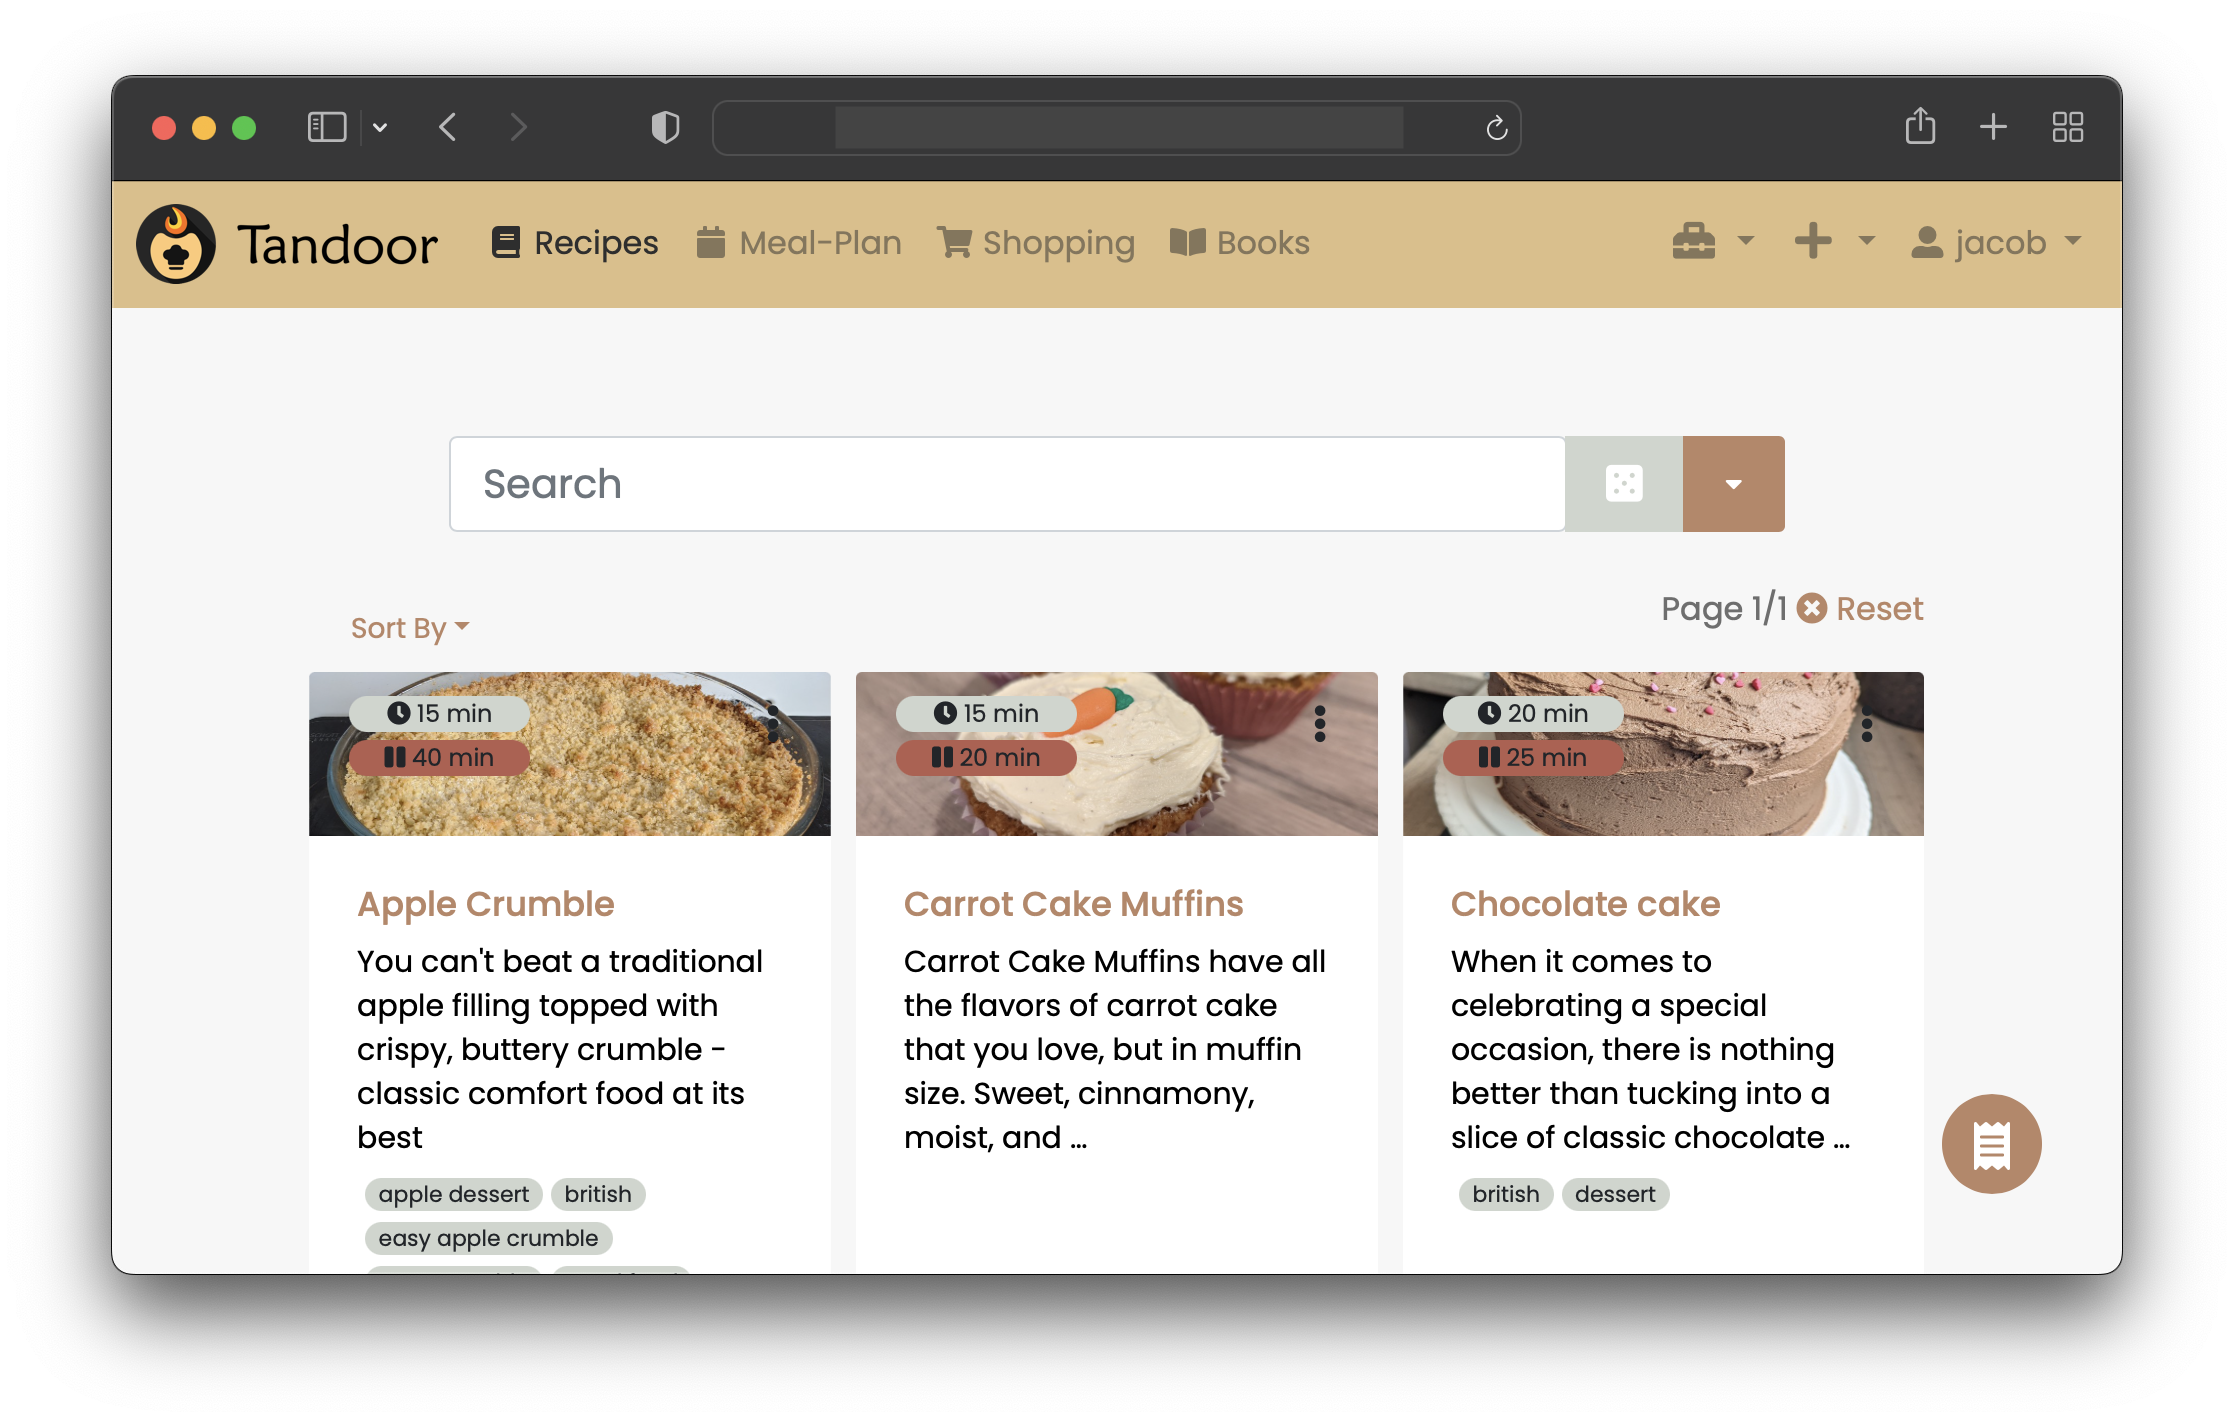 Tandoor Recipes Meal-Plan Shopping Books jacob
Search
Page 1/1 Reset
Sort By
15 min
40 min
Apple Crumble
You can't beat a traditional
apple filling topped with
crispy, buttery crumble -
classic comfort food at its
best
apple dessert british
easy apple crumble
15 min
20 min
Carrot Cake Muffins
Carrot Cake Muffins have all
the flavors of carrot cake
that you love, but in muffin
size. Sweet, cinnamony,
moist, and ...
20 min
25 min
Chocolate cake
When it comes to
celebrating a special
occasion, there is nothing
better than tucking into a
slice of classic chocolate ...
british dessert